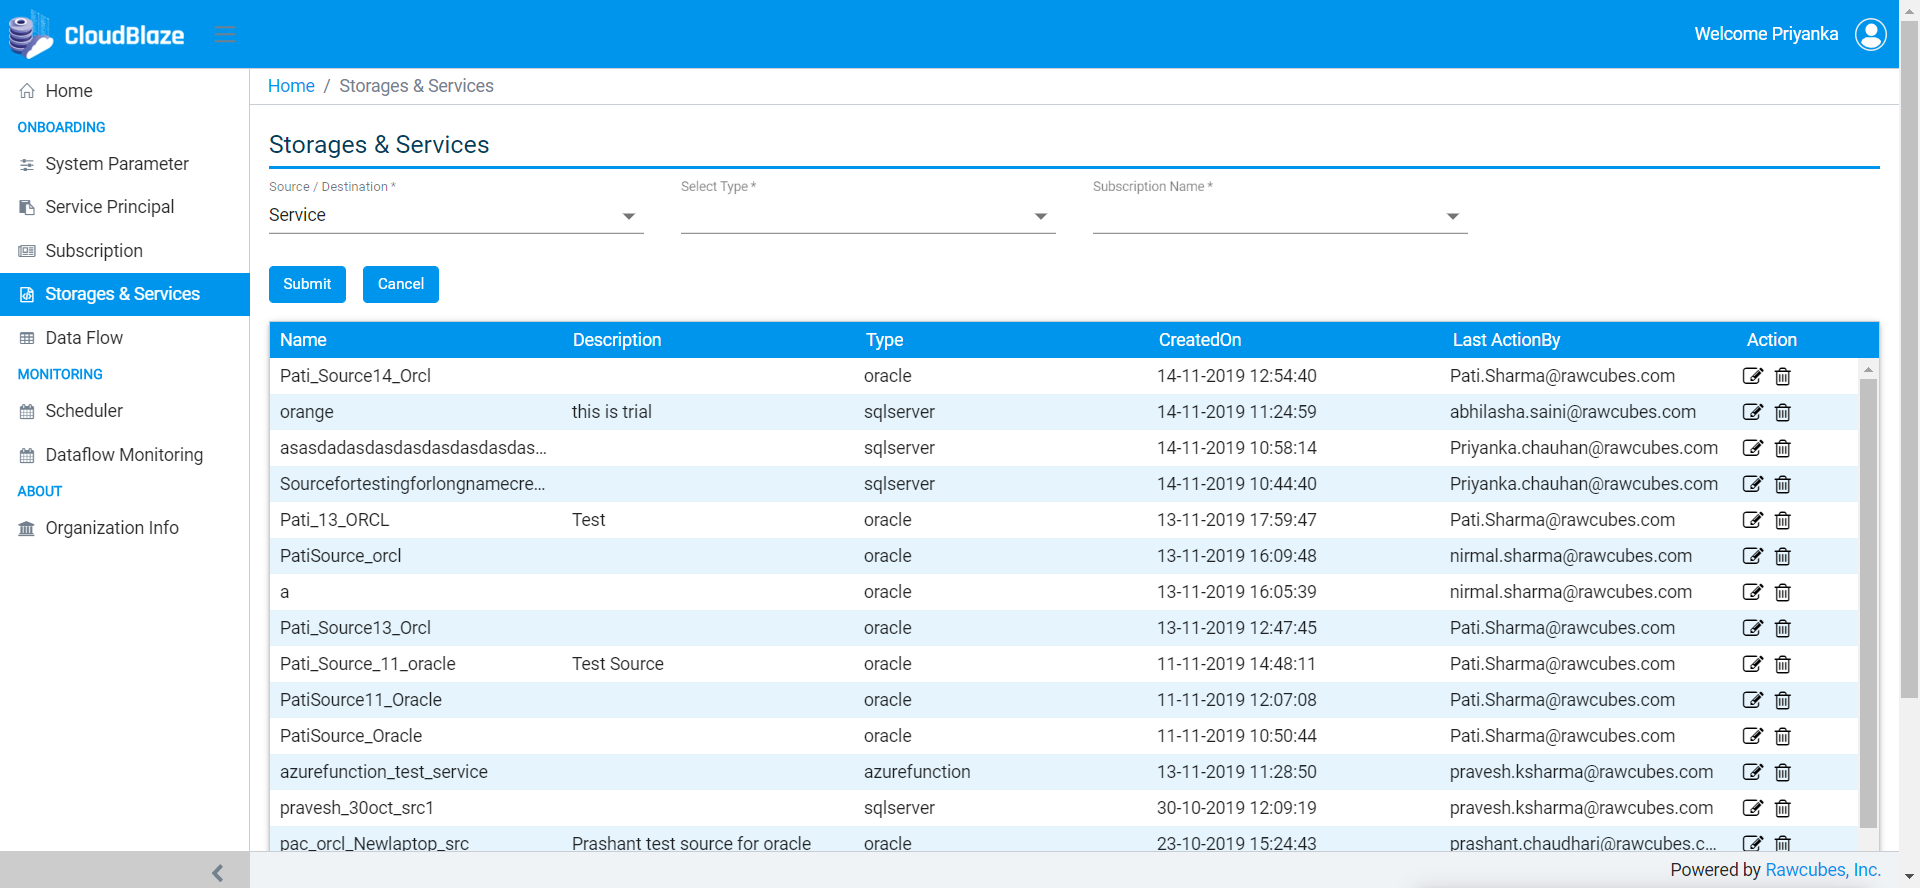 CloudBlaze
Welcome Priyanka
Home
ONBOARDING
System Parameter
Service Principal
Subscription
Storages & Services
Data Flow
MONITORING
Scheduler
Dataflow Monitoring
ABOUT
Organization Info
Home / Storages & Services
Storages & Services
Source / Destination * Select Type * Subscription Name *
Service
Submit Cancel
Name Description Type CreatedOn Last ActionBy Action
Pati_Source14_Orcl oracle 14-11-2019 12:54:40 Pati.Sharma@rawcubes.com
orange this is trial sqlserver 14-11-2019 11:24:59 abhilasha.saini@rawcubes.com
asasdadasdasdasdasdasdasdas... sqlserver 14-11-2019 10:58:14 Priyanka.chauhan@rawcubes.com
Sourcefortestingforlongnamecre... sqlserver 14-11-2019 10:44:40 Priyanka.chauhan@rawcubes.com
Pati_13_ORCL Test oracle 13-11-2019 17:59:47 Pati.Sharma@rawcubes.com
PatiSource_orcl oracle 13-11-2019 16:09:48 nirmal.sharma@rawcubes.com
a oracle 13-11-2019 16:05:39 nirmal.sharma@rawcubes.com
Pati_Source13_Orcl oracle 13-11-2019 12:47:45 Pati.Sharma@rawcubes.com
Pati_Source_11_oracle Test Source oracle 11-11-2019 14:48:11 Pati.Sharma@rawcubes.com
PatiSource11_Oracle oracle 11-11-2019 12:07:08 Pati.Sharma@rawcubes.com
PatiSource_Oracle oracle 11-11-2019 10:50:44 Pati.Sharma@rawcubes.com
azurefunction_test_service azurefunction 13-11-2019 11:28:50 pravesh.ksharma@rawcubes.com
pravesh_30oct_src1 sqlserver 30-10-2019 12:09:19 pravesh.ksharma@rawcubes.com
pac_orcl_Newlaptop_src Prashant test source for oracle oracle 23-10-2019 15:24:43 prashant.chaudhari@rawcubes.c...
Powered by Rawcubes, Inc.